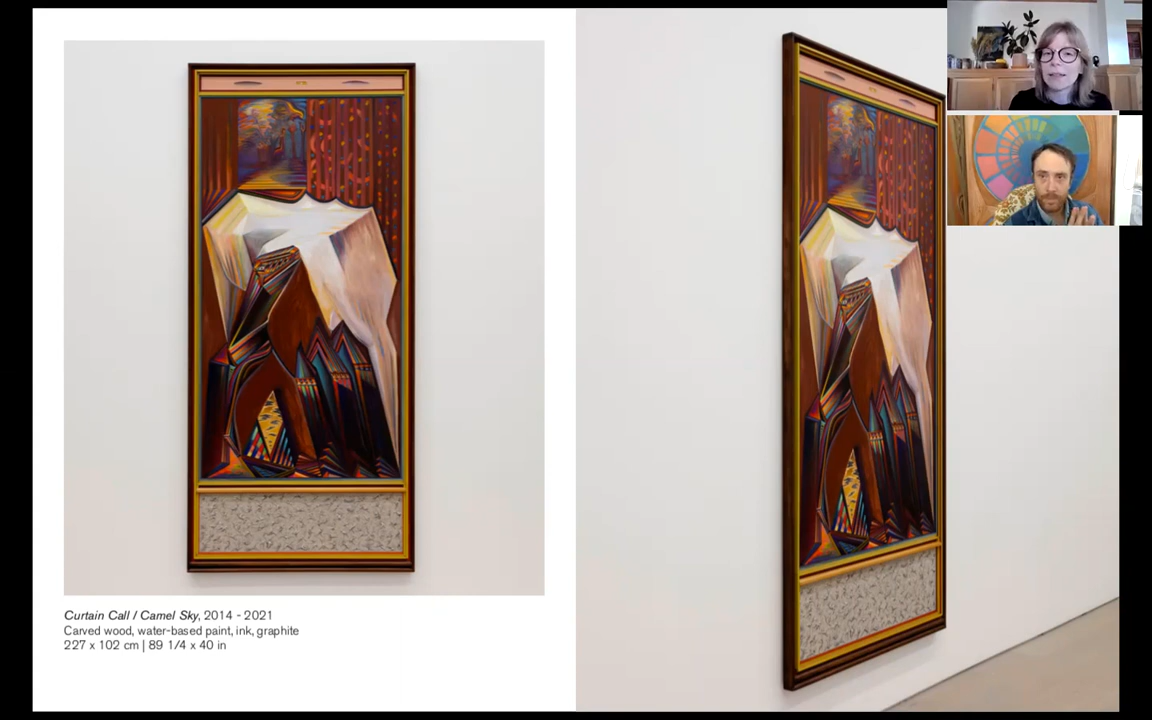 Curtain Call / Camel Sky, 2014 - 2021
Carved wood, water-based paint, ink, graphite
227 x 102 cm | 89 1/4 x 40 in